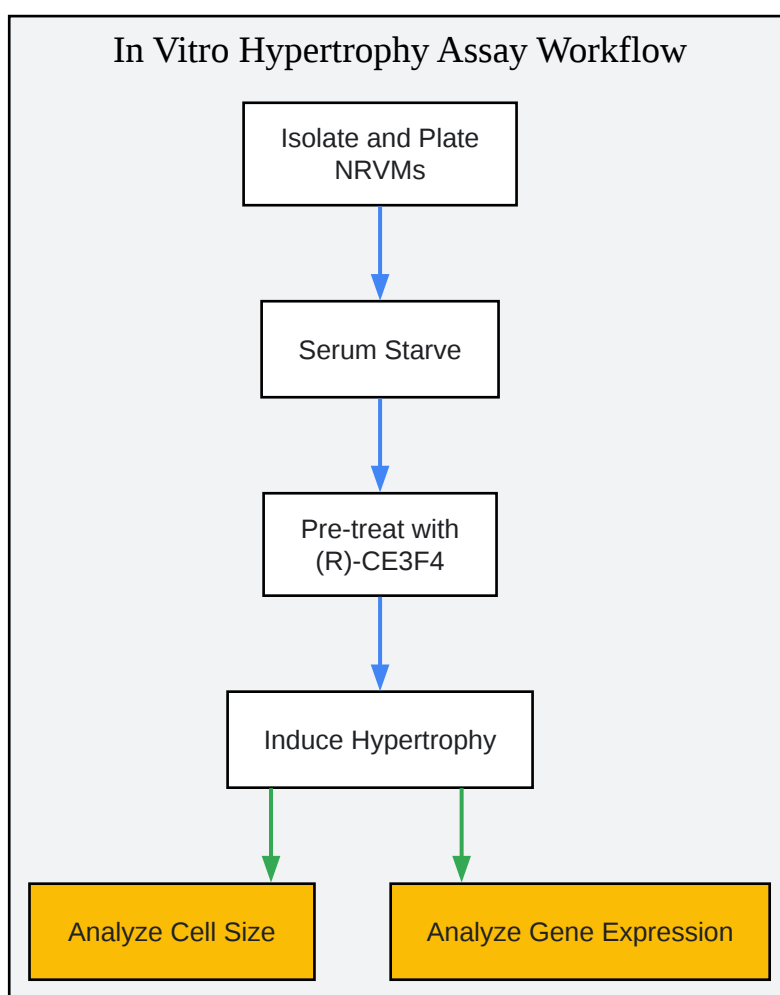 In Vitro Hypertrophy Assay Workflow
Isolate and Plate
NRVMs
Serum Starve
Pre-treat with
(R)-CE3F4
Induce Hypertrophy
Analyze Cell Size
Analyze Gene Expression